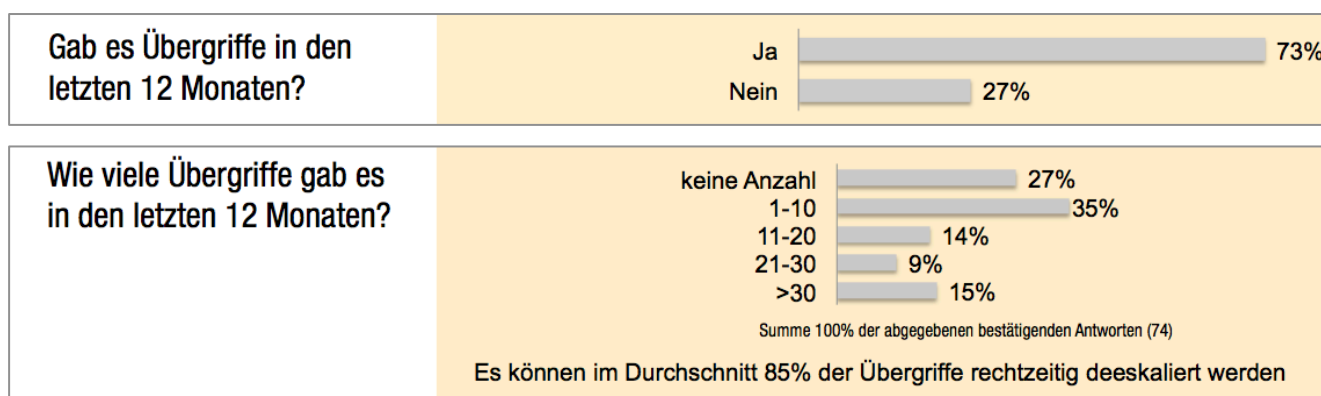 Gab es Übergriffe in den
letzten 12 Monaten?
Ja 73%
Nein 27%
Wie viele Übergriffe gab es
in den letzten 12 Monaten?
keine Anzahl 27%
1-10 35%
11-20 14%
21-30 9%
>30 15%
Summe 100% der abgegebenen bestätigenden Antworten (74)
Es können im Durchschnitt 85% der Übergriffe rechtzeitig deeskaliert werden